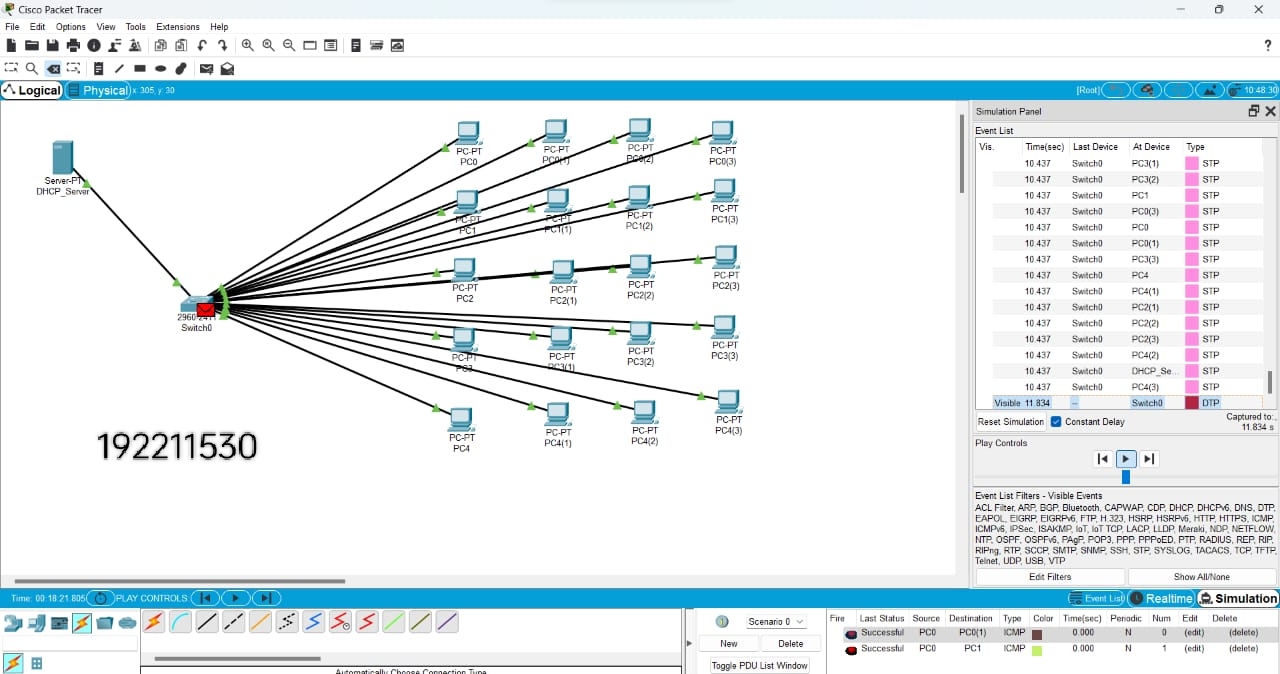 Cisco Packet Tracer
File Edit Options View Tools Extensions Help
?
Logical Physical x: 305, y: 30 [Root] 10:48:30
Server-PT
DHCP_Server
2960-24TT
Switch0
PC-PT
PC0
PC-PT
PC0(1)
PC-PT
PC0(2)
PC-PT
PC0(3)
PC-PT
PC1
PC-PT
PC1(1)
PC-PT
PC1(2)
PC-PT
PC1(3)
PC-PT
PC2
PC-PT
PC2(1)
PC-PT
PC2(2)
PC-PT
PC2(3)
PC-PT
PC3
PC-PT
PC3(1)
PC-PT
PC3(2)
PC-PT
PC3(3)
PC-PT
PC4
PC-PT
PC4(1)
PC-PT
PC4(2)
PC-PT
PC4(3)
192211530
Simulation Panel
Event List
Vis. Time(sec) Last Device At Device Type
10.437 Switch0 PC3(1) STP
10.437 Switch0 PC3(2) STP
10.437 Switch0 PC1 STP
10.437 Switch0 PC0(3) STP
10.437 Switch0 PC0 STP
10.437 Switch0 PC0(1) STP
10.437 Switch0 PC3(3) STP
10.437 Switch0 PC4 STP
10.437 Switch0 PC4(1) STP
10.437 Switch0 PC2(1) STP
10.437 Switch0 PC2(2) STP
10.437 Switch0 PC2(3) STP
10.437 Switch0 PC4(2) STP
10.437 Switch0 DHCP_Se... STP
10.437 Switch0 PC4(3) STP
Visible 11.834 -- Switch0 DTP
Reset Simulation Constant Delay Captured to:
11.834 s
Play Controls
Event List Filters - Visible Events
ACL Filter, ARP, BGP, Bluetooth, CAPWAP, CDP, DHCP, DHCPv6, DNS, DTP,
EAPOL, EIGRP, EIGRPv6, FTP, H.323, HSRP, HSRPv6, HTTP, HTTPS, ICMP,
ICMPv6, IPSec, ISAKMP, IoT, IoT TCP, LACP, LLDP, Meraki, NDP, NETFLOW,
NTP, OSPF, OSPFv6, PAgP, POP3, PPP, PPPoED, PTP, RADIUS, REP, RIP,
RIPng, RTP, SCCP, SMTP, SNMP, SSH, STP, SYSLOG, TACACS, TCP, TFTP,
Telnet, UDP, USB, VTP
Edit Filters Show All/None
Time: 00:18:21.805 PLAY CONTROLS Event List Realtime Simulation
Automatically Choose Connection Type
Scenario 0
New Delete
Toggle PDU List Window
Fire Last Status Source Destination Type Color Time(sec) Periodic Num Edit Delete
Successful PC0 PC0(1) ICMP 0.000 N 0 (edit) (delete)
Successful PC0 PC1 ICMP 0.000 N 1 (edit) (delete)